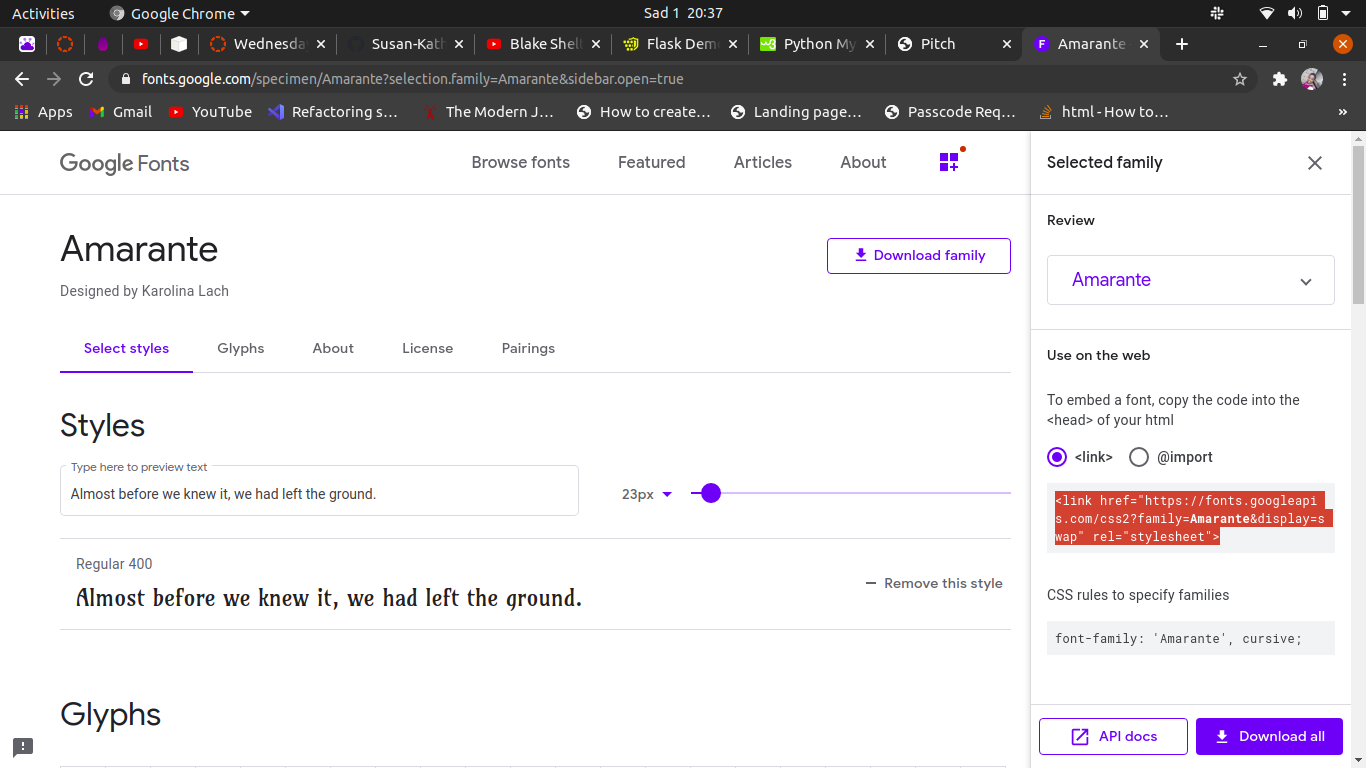 Activities
Google Chrome
Sad 1 20:37
Wednesda
Susan-Kath
Blake Shel
Flask Dem
Python My
Pitch
Amarante
fonts.google.com/specimen/Amarante?selection.family=Amarante&sidebar.open=true
Apps
Gmail
YouTube
Refactoring s…
The Modern J…
How to create…
Landing page…
Passcode Req…
html - How to…
»
Google Fonts
Browse fonts
Featured
Articles
About
Selected family
Amarante
Designed by Karolina Lach
Download family
Select styles
Glyphs
About
License
Pairings
Styles
Type here to preview text
Almost before we knew it, we had left the ground.
23px
Regular 400
Almost before we knew it, we had left the ground.
Remove this style
Glyphs
Review
Amarante
Use on the web
To embed a font, copy the code into the
<head> of your html
<link>
@import
<link href="https://fonts.googleapi
s.com/css2?family=Amarante&display=s
wap" rel="stylesheet">
CSS rules to specify families
font-family: 'Amarante', cursive;
API docs
Download all